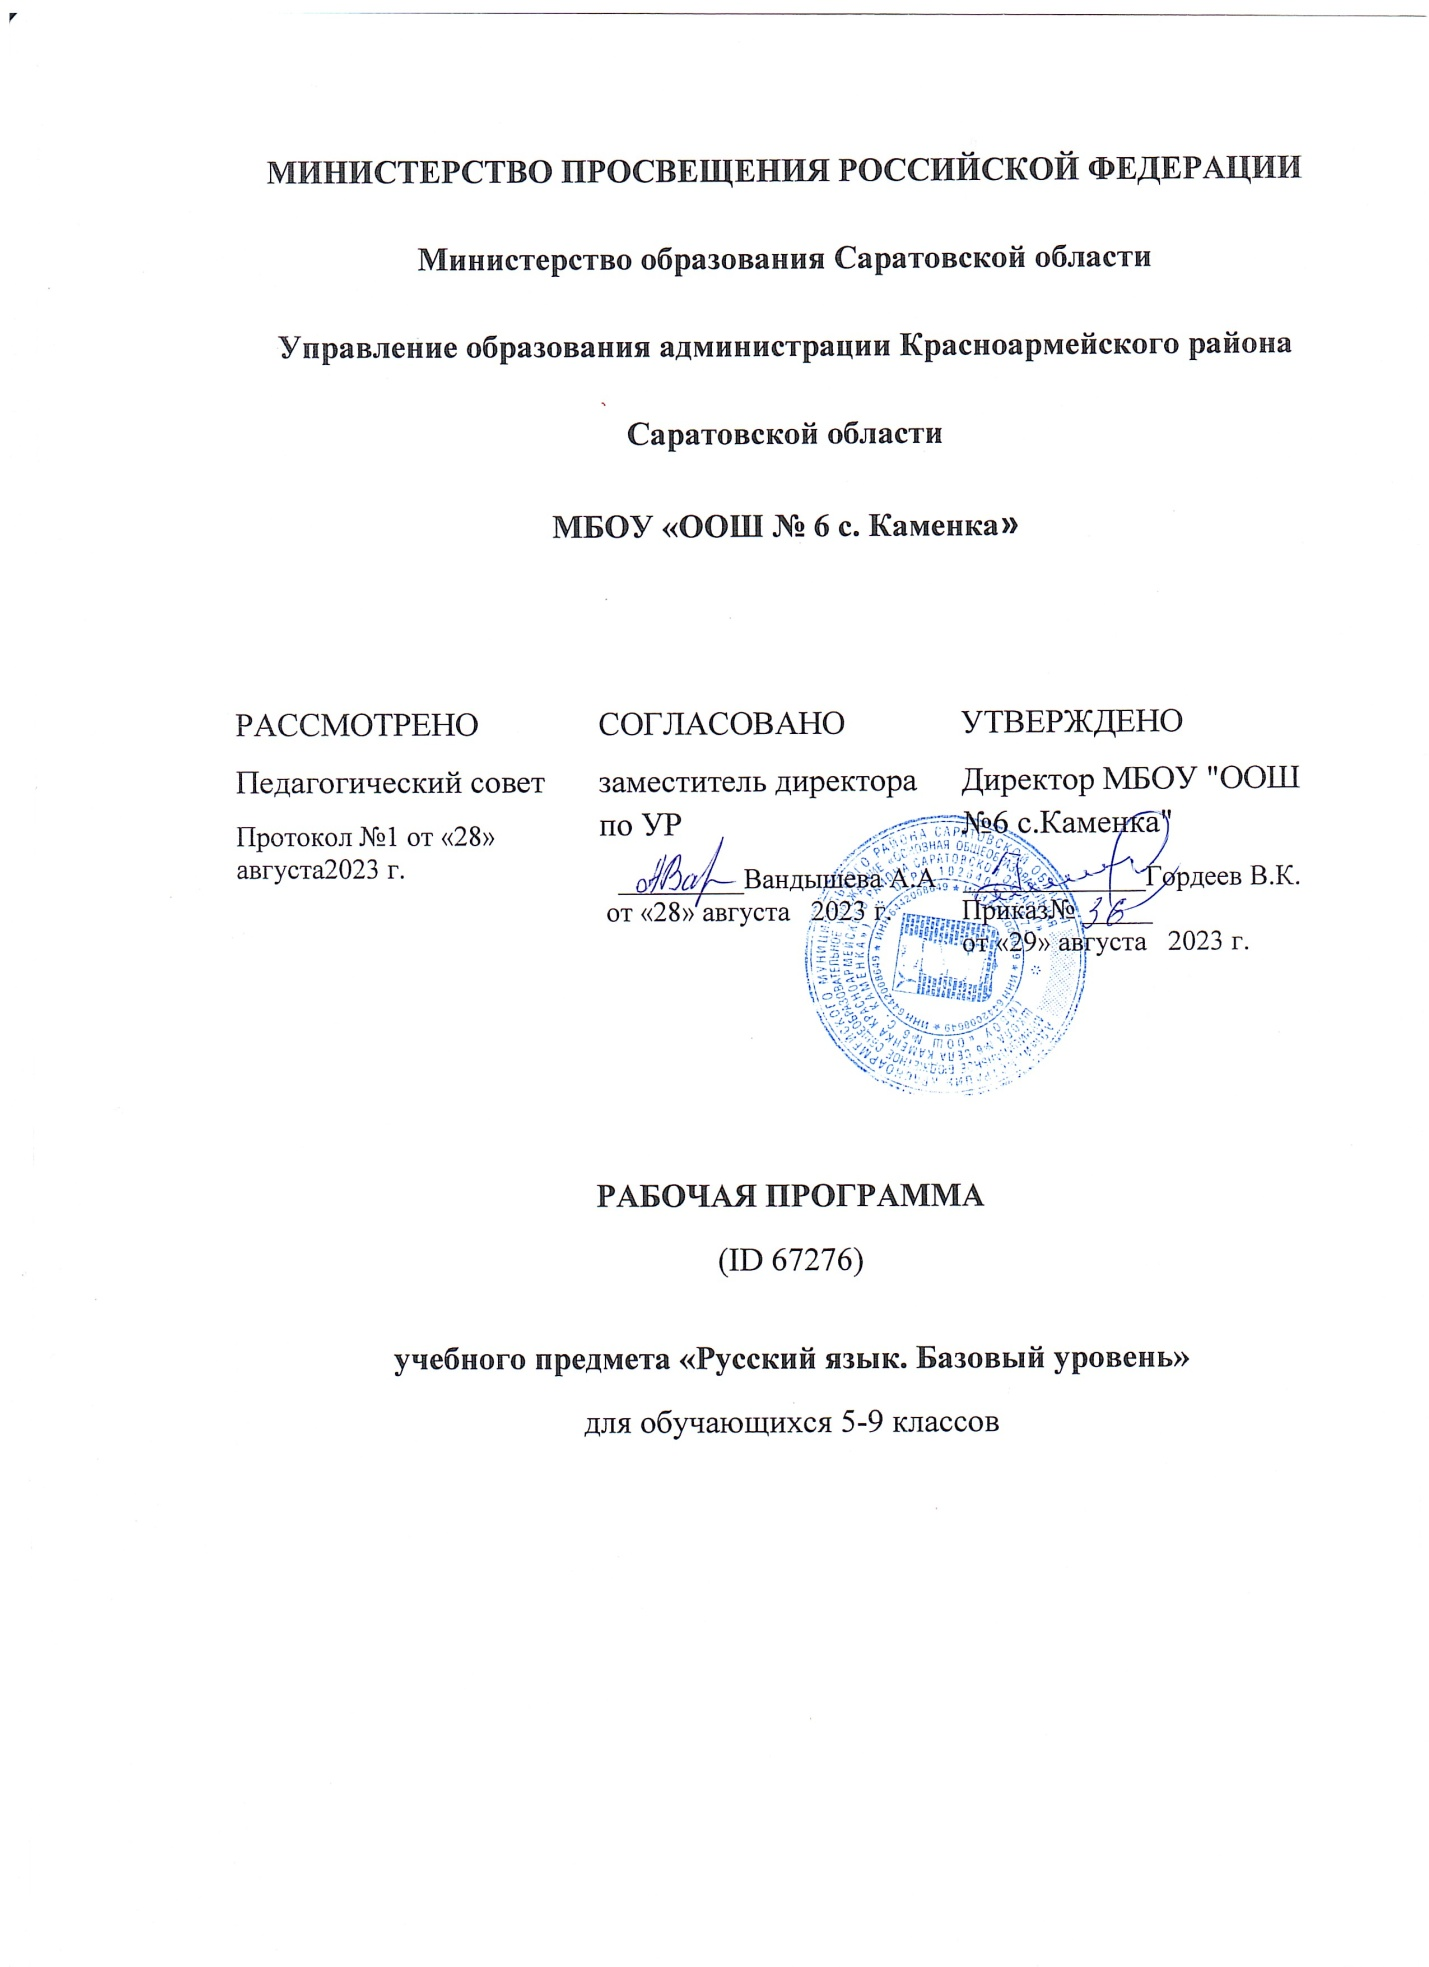 МИНИСТЕРСТВО ПРОСВЕЩЕНИЯ РОССИЙСКОЙ ФЕДЕРАЦИИ
Министерство образования Саратовской области
Управление образования администрации Красноармейского района
Саратовской области
МБОУ «ООШ № 6 с. Каменка»
РАССМОТРЕНО
Педагогический совет
Протокол №1 от «28»
августа2023 г.
СОГЛАСОВАНО
заместитель директора
по УР
Вандышева А.А
от «28» августа 2023 г.
УТВЕРЖДЕНО
Директор МБОУ "ООШ
№6 с.Каменка"
Гордеев В.К.
Приказ№ 36
от «29» августа 2023 г.
РАБОЧАЯ ПРОГРАММА
(ID 67276)
учебного предмета «Русский язык. Базовый уровень»
для обучающихся 5-9 классов